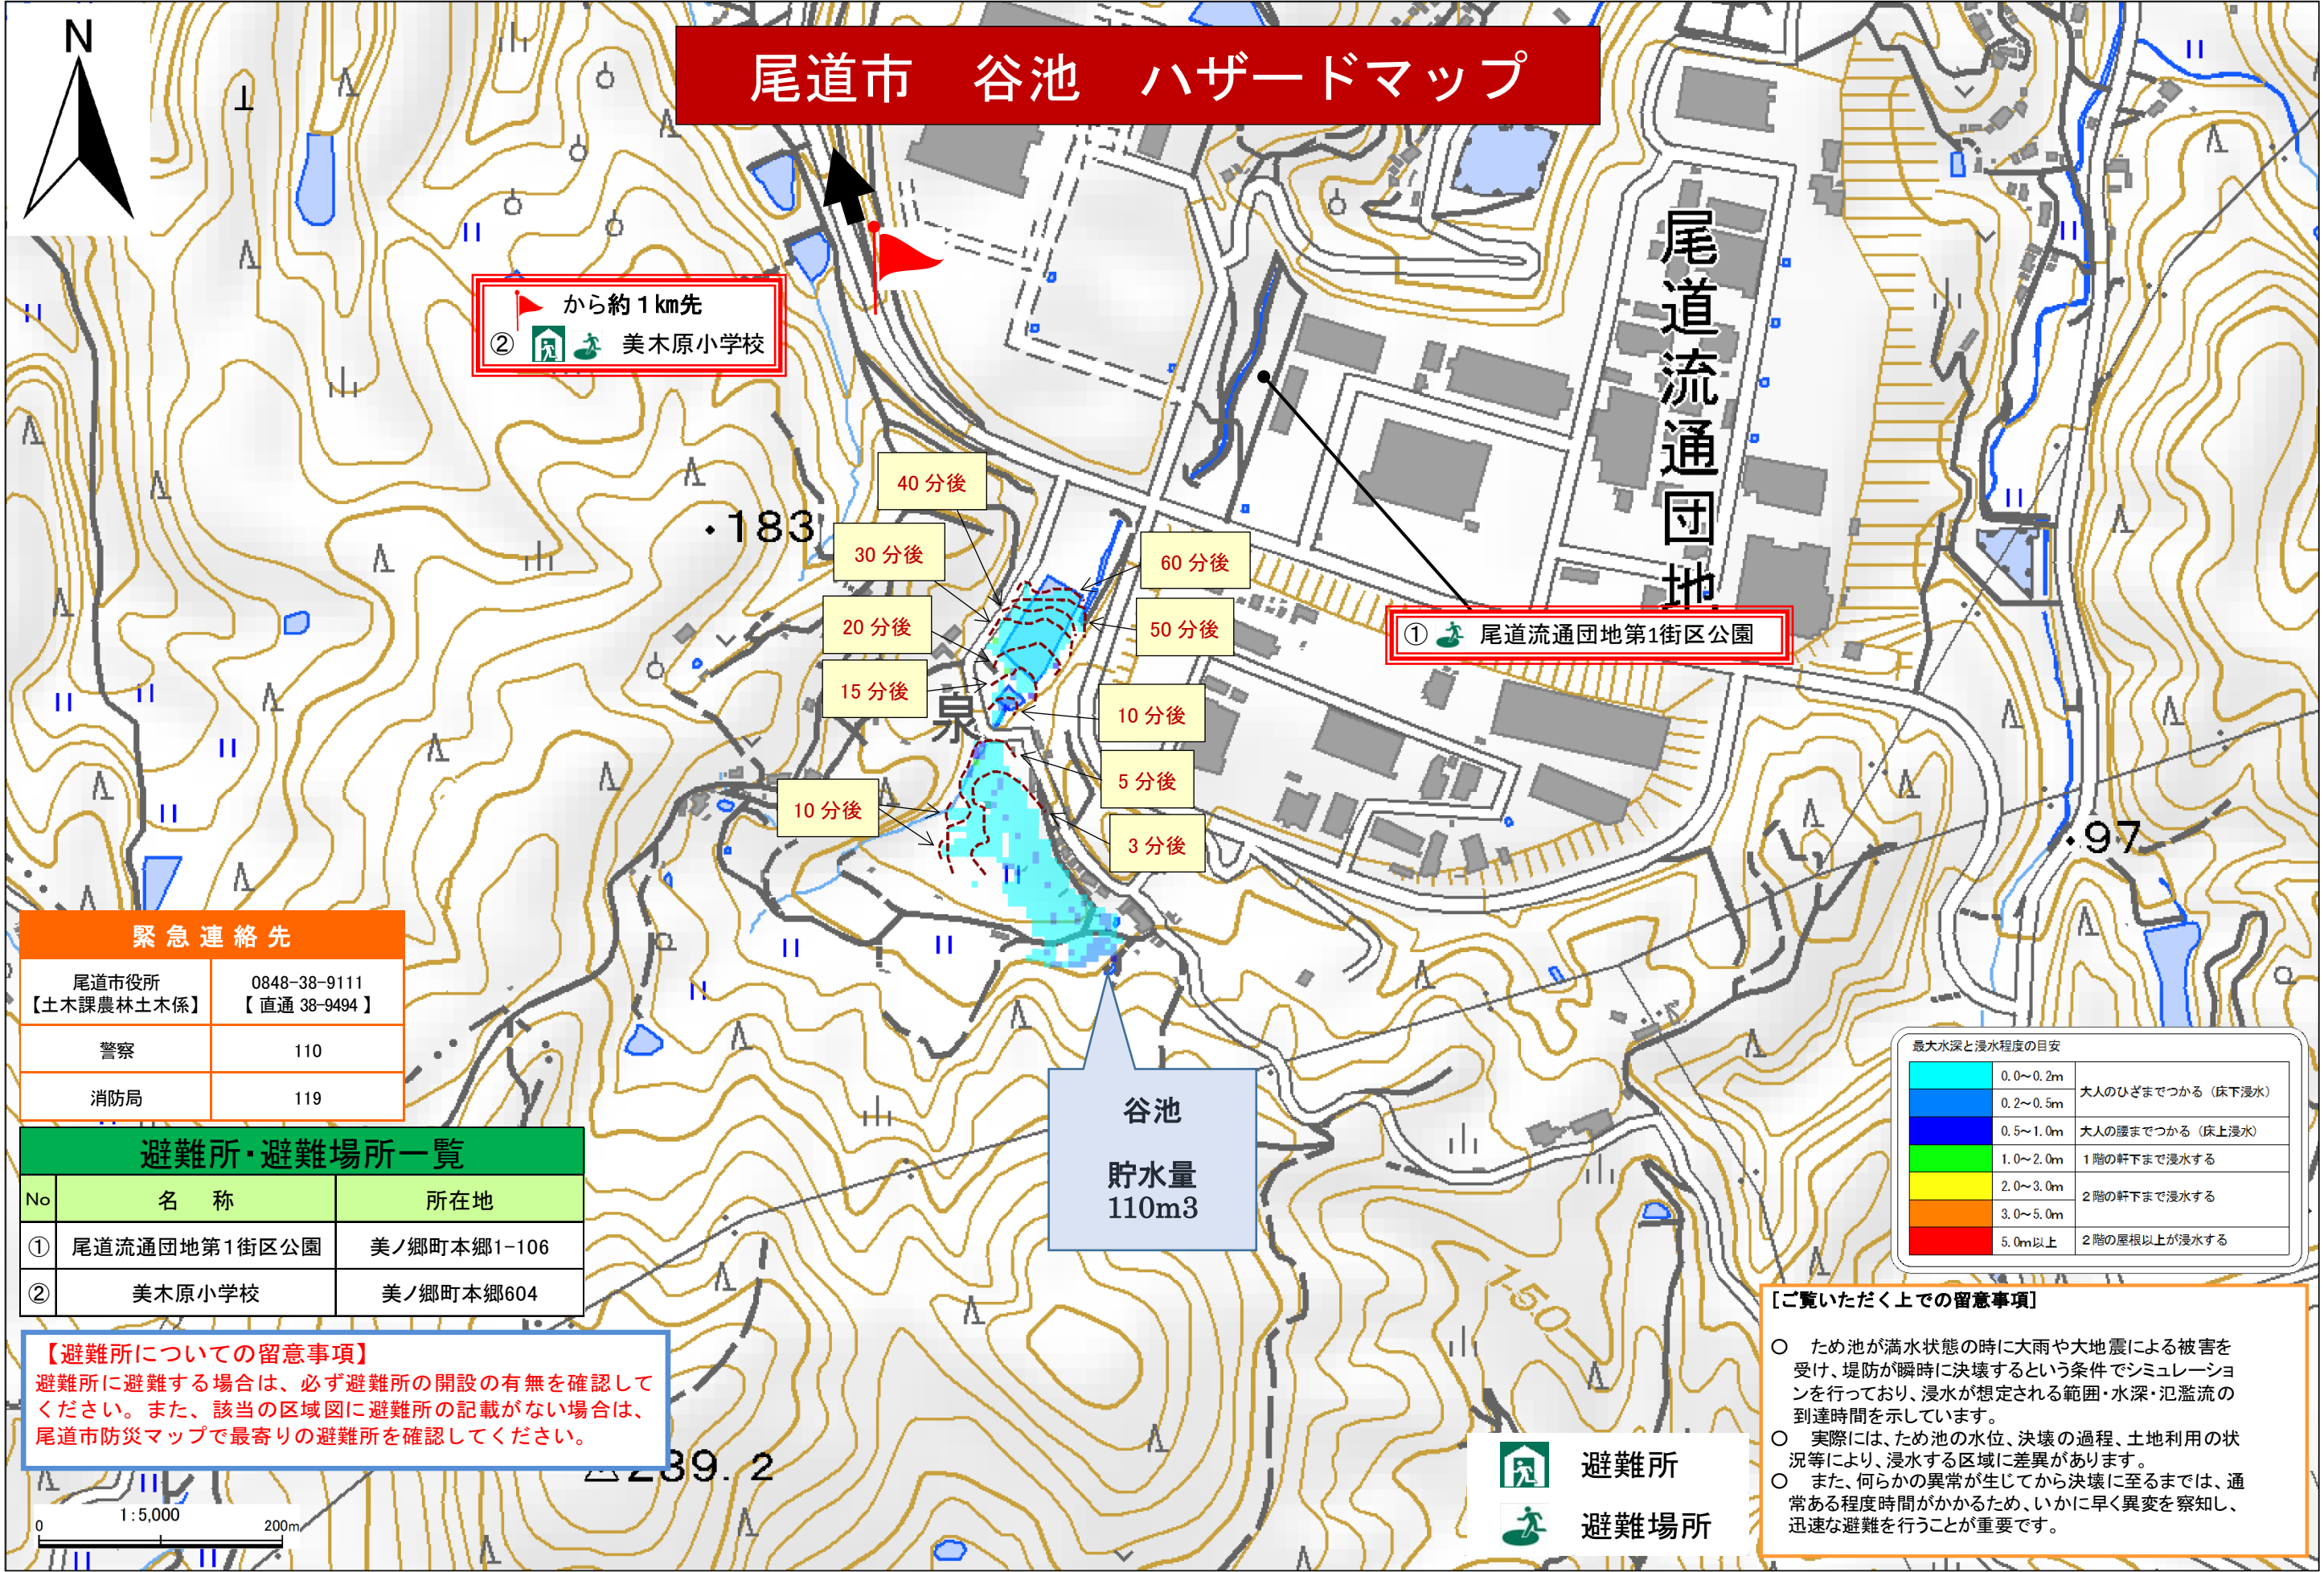 N
尾道市　谷池　ハザードマップ
から約1km先
② 美木原小学校
尾道流通団地
・183
40 分後
30 分後
20 分後
15 分後
60 分後
50 分後
① 尾道流通団地第1街区公園
泉
10 分後
5 分後
3 分後
10 分後
・97
緊急連絡先
尾道市役所
【土木課農林土木係】
0848-38-9111
【 直通 38-9494 】
警察 110
消防局 119
谷池
貯水量
110m3
避難所・避難場所一覧
No 名　称 所在地
① 尾道流通団地第1街区公園 美ノ郷町本郷1-106
② 美木原小学校 美ノ郷町本郷604
最大水深と浸水程度の目安
0.0～0.2m 大人のひざまでつかる（床下浸水）
0.2～0.5m
0.5～1.0m 大人の腰までつかる（床上浸水）
1.0～2.0m 1階の軒下まで浸水する
2.0～3.0m 2階の軒下まで浸水する
3.0～5.0m
5.0m以上 2階の屋根以上が浸水する
150
【避難所についての留意事項】
避難所に避難する場合は、必ず避難所の開設の有無を確認して
ください。また、該当の区域図に避難所の記載がない場合は、
尾道市防災マップで最寄りの避難所を確認してください。
239.2
1:5,000
0 200m
避難所
避難場所
[ご覧いただく上での留意事項]
○　ため池が満水状態の時に大雨や大地震による被害を
受け、堤防が瞬時に決壊するという条件でシミュレーショ
ンを行っており、浸水が想定される範囲・水深・氾濫流の
到達時間を示しています。
○　実際には、ため池の水位、決壊の過程、土地利用の状
況等により、浸水する区域に差異があります。
○　また、何らかの異常が生じてから決壊に至るまでは、通
常ある程度時間がかかるため、いかに早く異変を察知し、
迅速な避難を行うことが重要です。